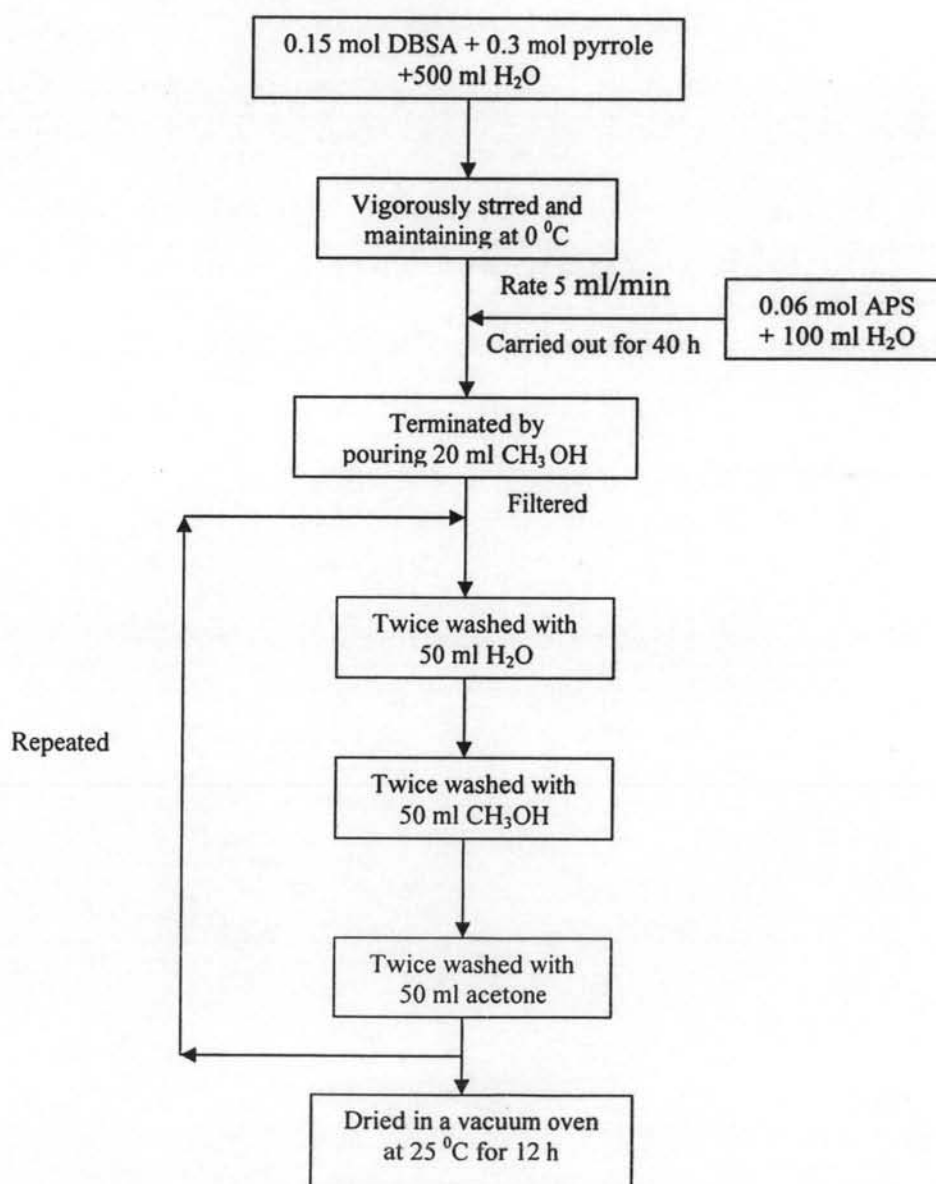 0.15 mol DBSA + 0.3 mol pyrrole
+500 ml H₂O
Vigorously strred and
maintaining at 0 ⁰C
Rate 5 ml/min
0.06 mol APS
+ 100 ml H₂O
Carried out for 40 h
Terminated by
pouring 20 ml CH₃ OH
Filtered
Twice washed with
50 ml H₂O
Repeated
Twice washed with
50 ml CH₃OH
Twice washed with
50 ml acetone
Dried in a vacuum oven
at 25 ⁰C for 12 h